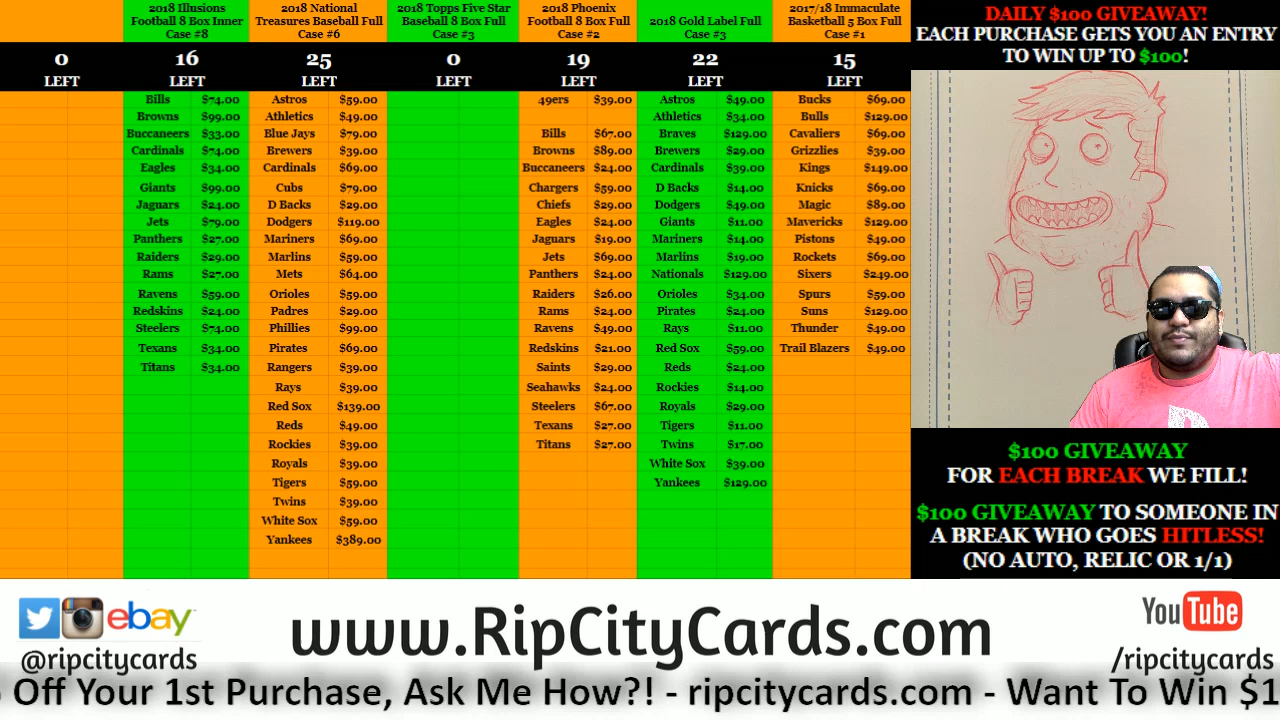 2018 Illusions
Football 8 Box Inner
Case #8
2018 National
Treasures Baseball Full
Case #6
2018 Topps Five Star
Baseball 8 Box Full
Case #3
2018 Phoenix
Football 8 Box Full
Case #2
2018 Gold Label Full
Case #3
2017/18 Immaculate
Basketball 5 Box Full
Case #1
0 16 25 0 19 22 15
LEFT LEFT LEFT LEFT LEFT LEFT LEFT
Bills $74.00 Astros $59.00 49ers $39.00 Astros $49.00 Bucks $69.00
Browns $99.00 Athletics $49.00 Athletics $34.00 Bulls $129.00
Buccaneers $33.00 Blue Jays $79.00 Bills $67.00 Braves $129.00 Cavaliers $69.00
Cardinals $74.00 Brewers $39.00 Browns $89.00 Brewers $29.00 Grizzlies $39.00
Eagles $34.00 Cardinals $69.00 Buccaneers $24.00 Cardinals $39.00 Kings $149.00
Giants $99.00 Cubs $79.00 Chargers $59.00 D Backs $14.00 Knicks $69.00
Jaguars $24.00 D Backs $29.00 Chiefs $29.00 Dodgers $49.00 Magic $89.00
Jets $79.00 Dodgers $119.00 Eagles $24.00 Giants $11.00 Mavericks $129.00
Panthers $27.00 Mariners $69.00 Jaguars $19.00 Mariners $14.00 Pistons $49.00
Raiders $29.00 Marlins $59.00 Jets $69.00 Marlins $19.00 Rockets $69.00
Rams $27.00 Mets $64.00 Panthers $24.00 Nationals $129.00 Sixers $249.00
Ravens $59.00 Orioles $59.00 Raiders $26.00 Orioles $34.00 Spurs $59.00
Redskins $24.00 Padres $29.00 Rams $24.00 Pirates $24.00 Suns $129.00
Steelers $74.00 Phillies $99.00 Ravens $49.00 Rays $11.00 Thunder $49.00
Texans $34.00 Pirates $69.00 Redskins $21.00 Red Sox $59.00 Trail Blazers $49.00
Titans $34.00 Rangers $39.00 Saints $29.00 Reds $24.00
Rays $39.00 Seahawks $24.00 Rockies $14.00
Red Sox $139.00 Steelers $67.00 Royals $29.00
Reds $49.00 Texans $27.00 Tigers $11.00
Rockies $39.00 Titans $27.00 Twins $17.00
Royals $39.00 White Sox $39.00
Tigers $59.00 Yankees $129.00
Twins $39.00
White Sox $59.00
Yankees $389.00
DAILY $100 GIVEAWAY!
EACH PURCHASE GETS YOU AN ENTRY
TO WIN UP TO $100!
$100 GIVEAWAY
FOR EACH BREAK WE FILL!
$100 GIVEAWAY TO SOMEONE IN
A BREAK WHO GOES HITLESS!
(NO AUTO, RELIC OR 1/1)
ebay
@ripcitycards
www.RipCityCards.com
YouTube
/ripcitycards
Off Your 1st Purchase, Ask Me How?! - ripcitycards.com - Want To Win $1